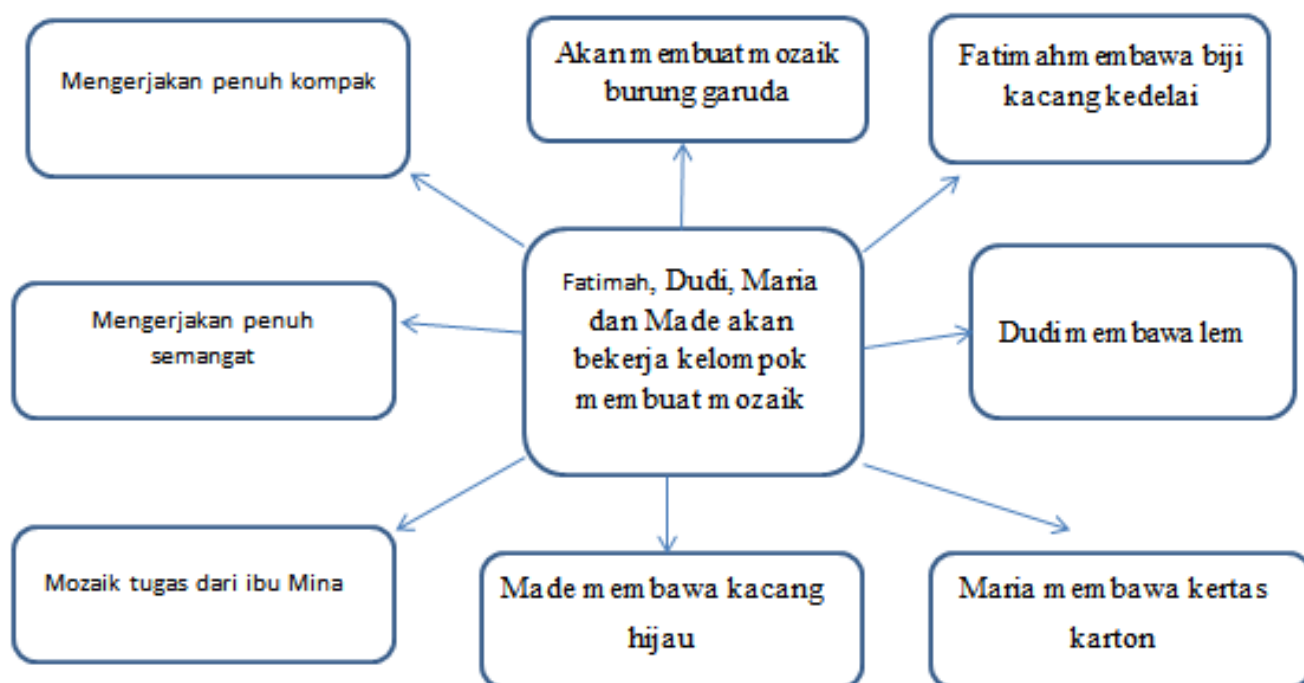 Mengerjakan penuh kompak
Akan membuat mozaik
burung garuda
Fatimah membawa biji
kacang kedelai
Fatimah, Dudi, Maria
dan Made akan
bekerja kelompok
membuat mozaik
Mengerjakan penuh
semangat
Dudi membawa lem
Mozaik tugas dari ibu Mina
Made membawa kacang
hijau
Maria membawa kertas
karton